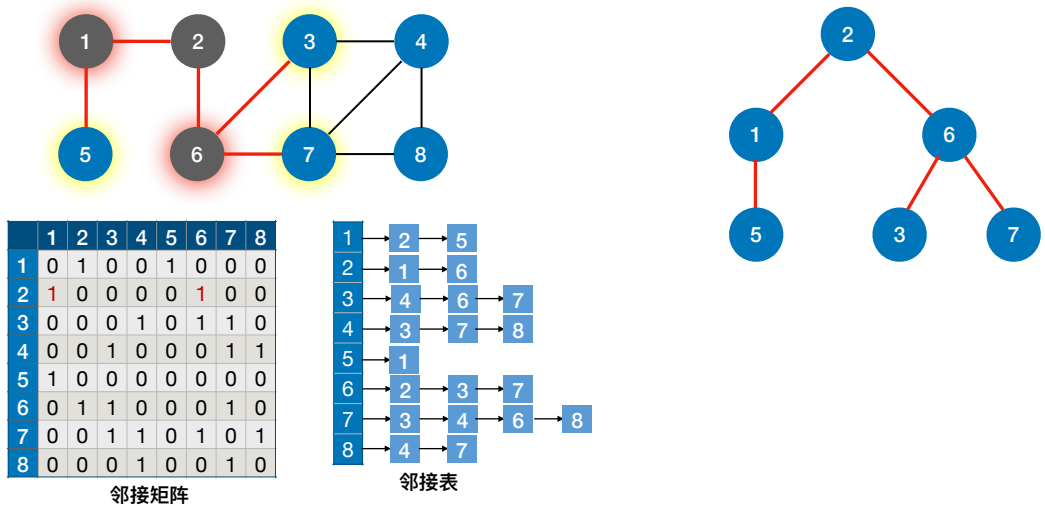 1 2 3 4
5 6 7 8
2
1 6
5 3 7
1 2 3 4 5 6 7 8
1 0 1 0 0 1 0 0 0
2 1 0 0 0 0 1 0 0
3 0 0 0 1 0 1 1 0
4 0 0 1 0 0 0 1 1
5 1 0 0 0 0 0 0 0
6 0 1 1 0 0 0 1 0
7 0 0 1 1 0 1 0 1
8 0 0 0 1 0 0 1 0
邻接矩阵
1 2 5
2 1 6
3 4 6 7
4 3 7 8
5 1
6 2 3 7
7 3 4 6 8
8 4 7
邻接表